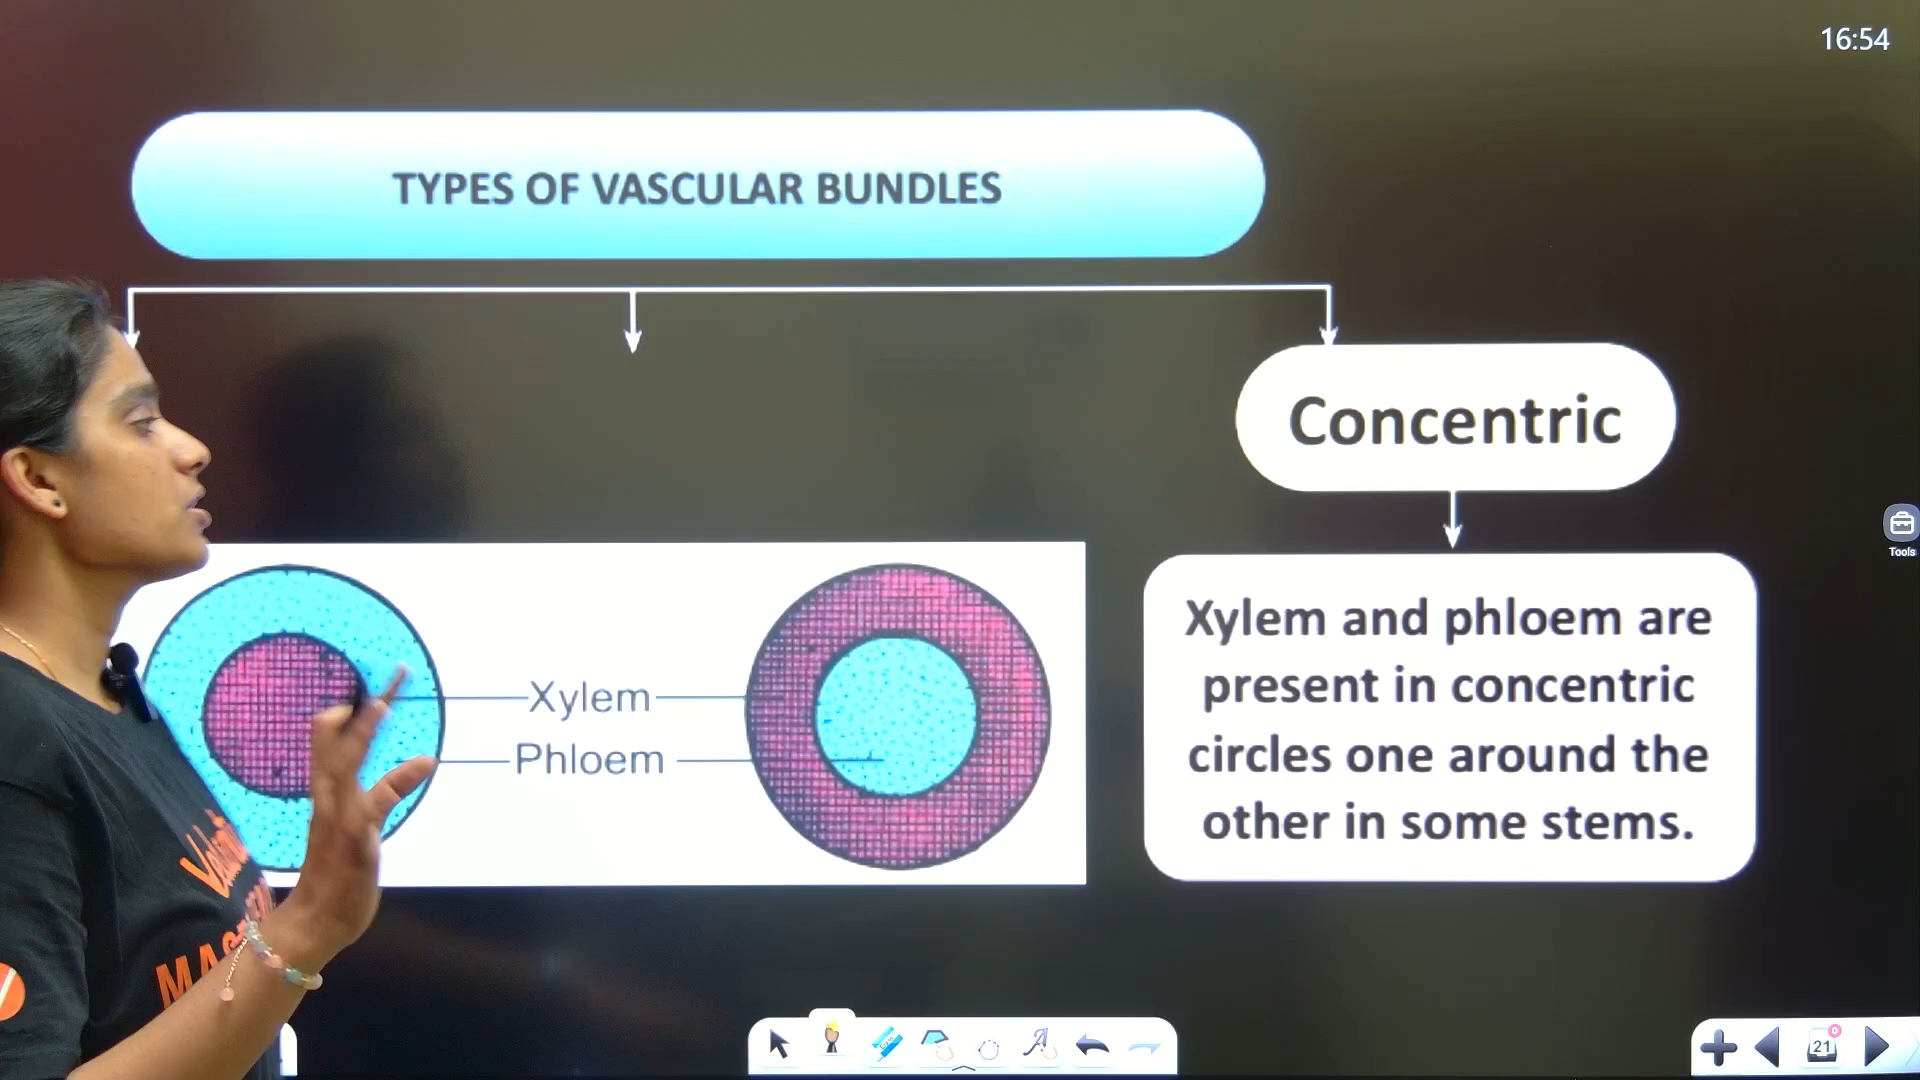 16:54
TYPES OF VASCULAR BUNDLES
Concentric
Xylem
Phloem
Xylem and phloem are
present in concentric
circles one around the
other in some stems.
Tools
0
21